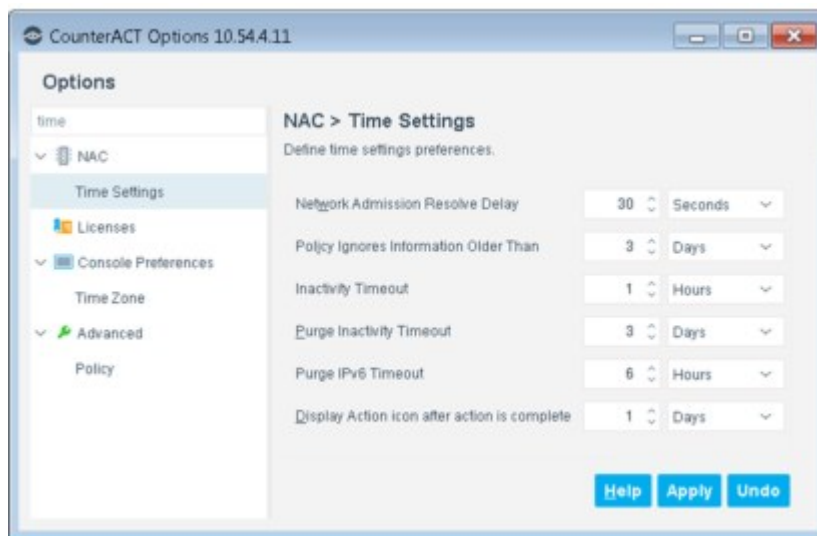 CounterACT Options 10.54.4.11
Options
time
NAC
Time Settings
Licenses
Console Preferences
Time Zone
Advanced
Policy
NAC > Time Settings
Define time settings preferences.
Network Admission Resolve Delay 30 Seconds
Policy Ignores Information Older Than 3 Days
Inactivity Timeout 1 Hours
Purge Inactivity Timeout 3 Days
Purge IPv6 Timeout 6 Hours
Display Action icon after action is complete 1 Days
Help Apply Undo